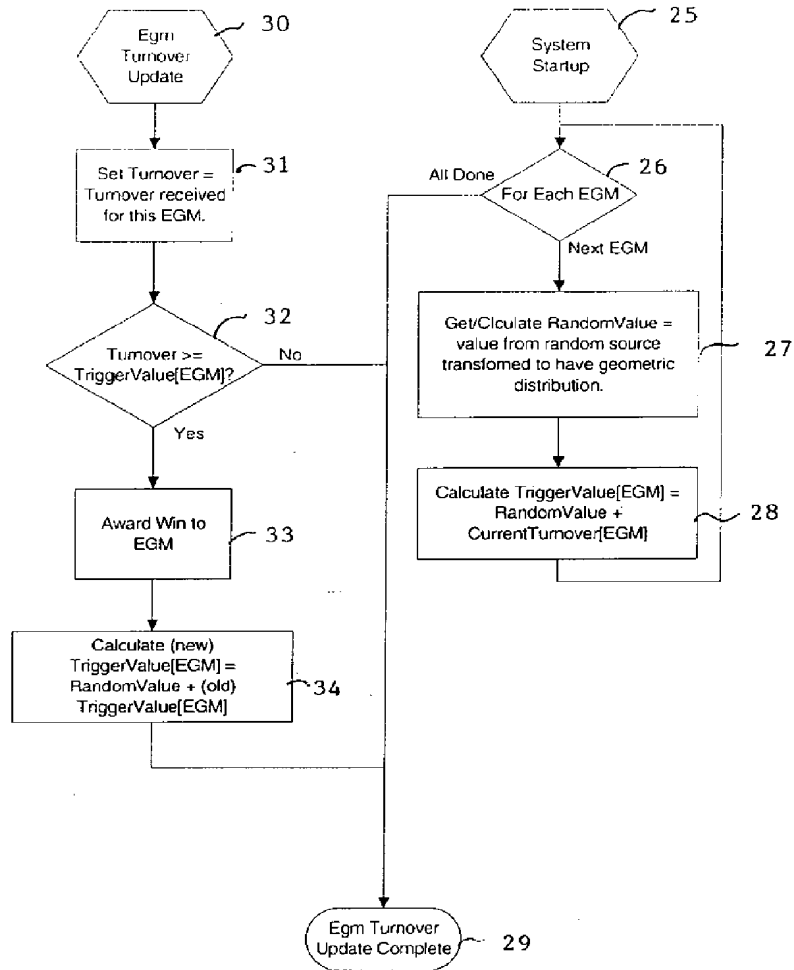 Egm
Turnover
Update
30
Set Turnover =
Turnover received
for this EGM.
31
Turnover >=
TriggerValue[EGM]?
32
No
Yes
Award Win to
EGM
33
Calculate (new)
TriggerValue[EGM] =
RandomValue + (old)
TriggerValue[EGM]
34
System
Startup
25
All Done
For Each EGM
26
Next EGM
Get/Clculate RandomValue =
value from random source
transfomed to have geometric
distribution.
27
Calculate TriggerValue[EGM] =
RandomValue +
CurrentTurnover[EGM}
28
Egm Turnover
Update Complete
29